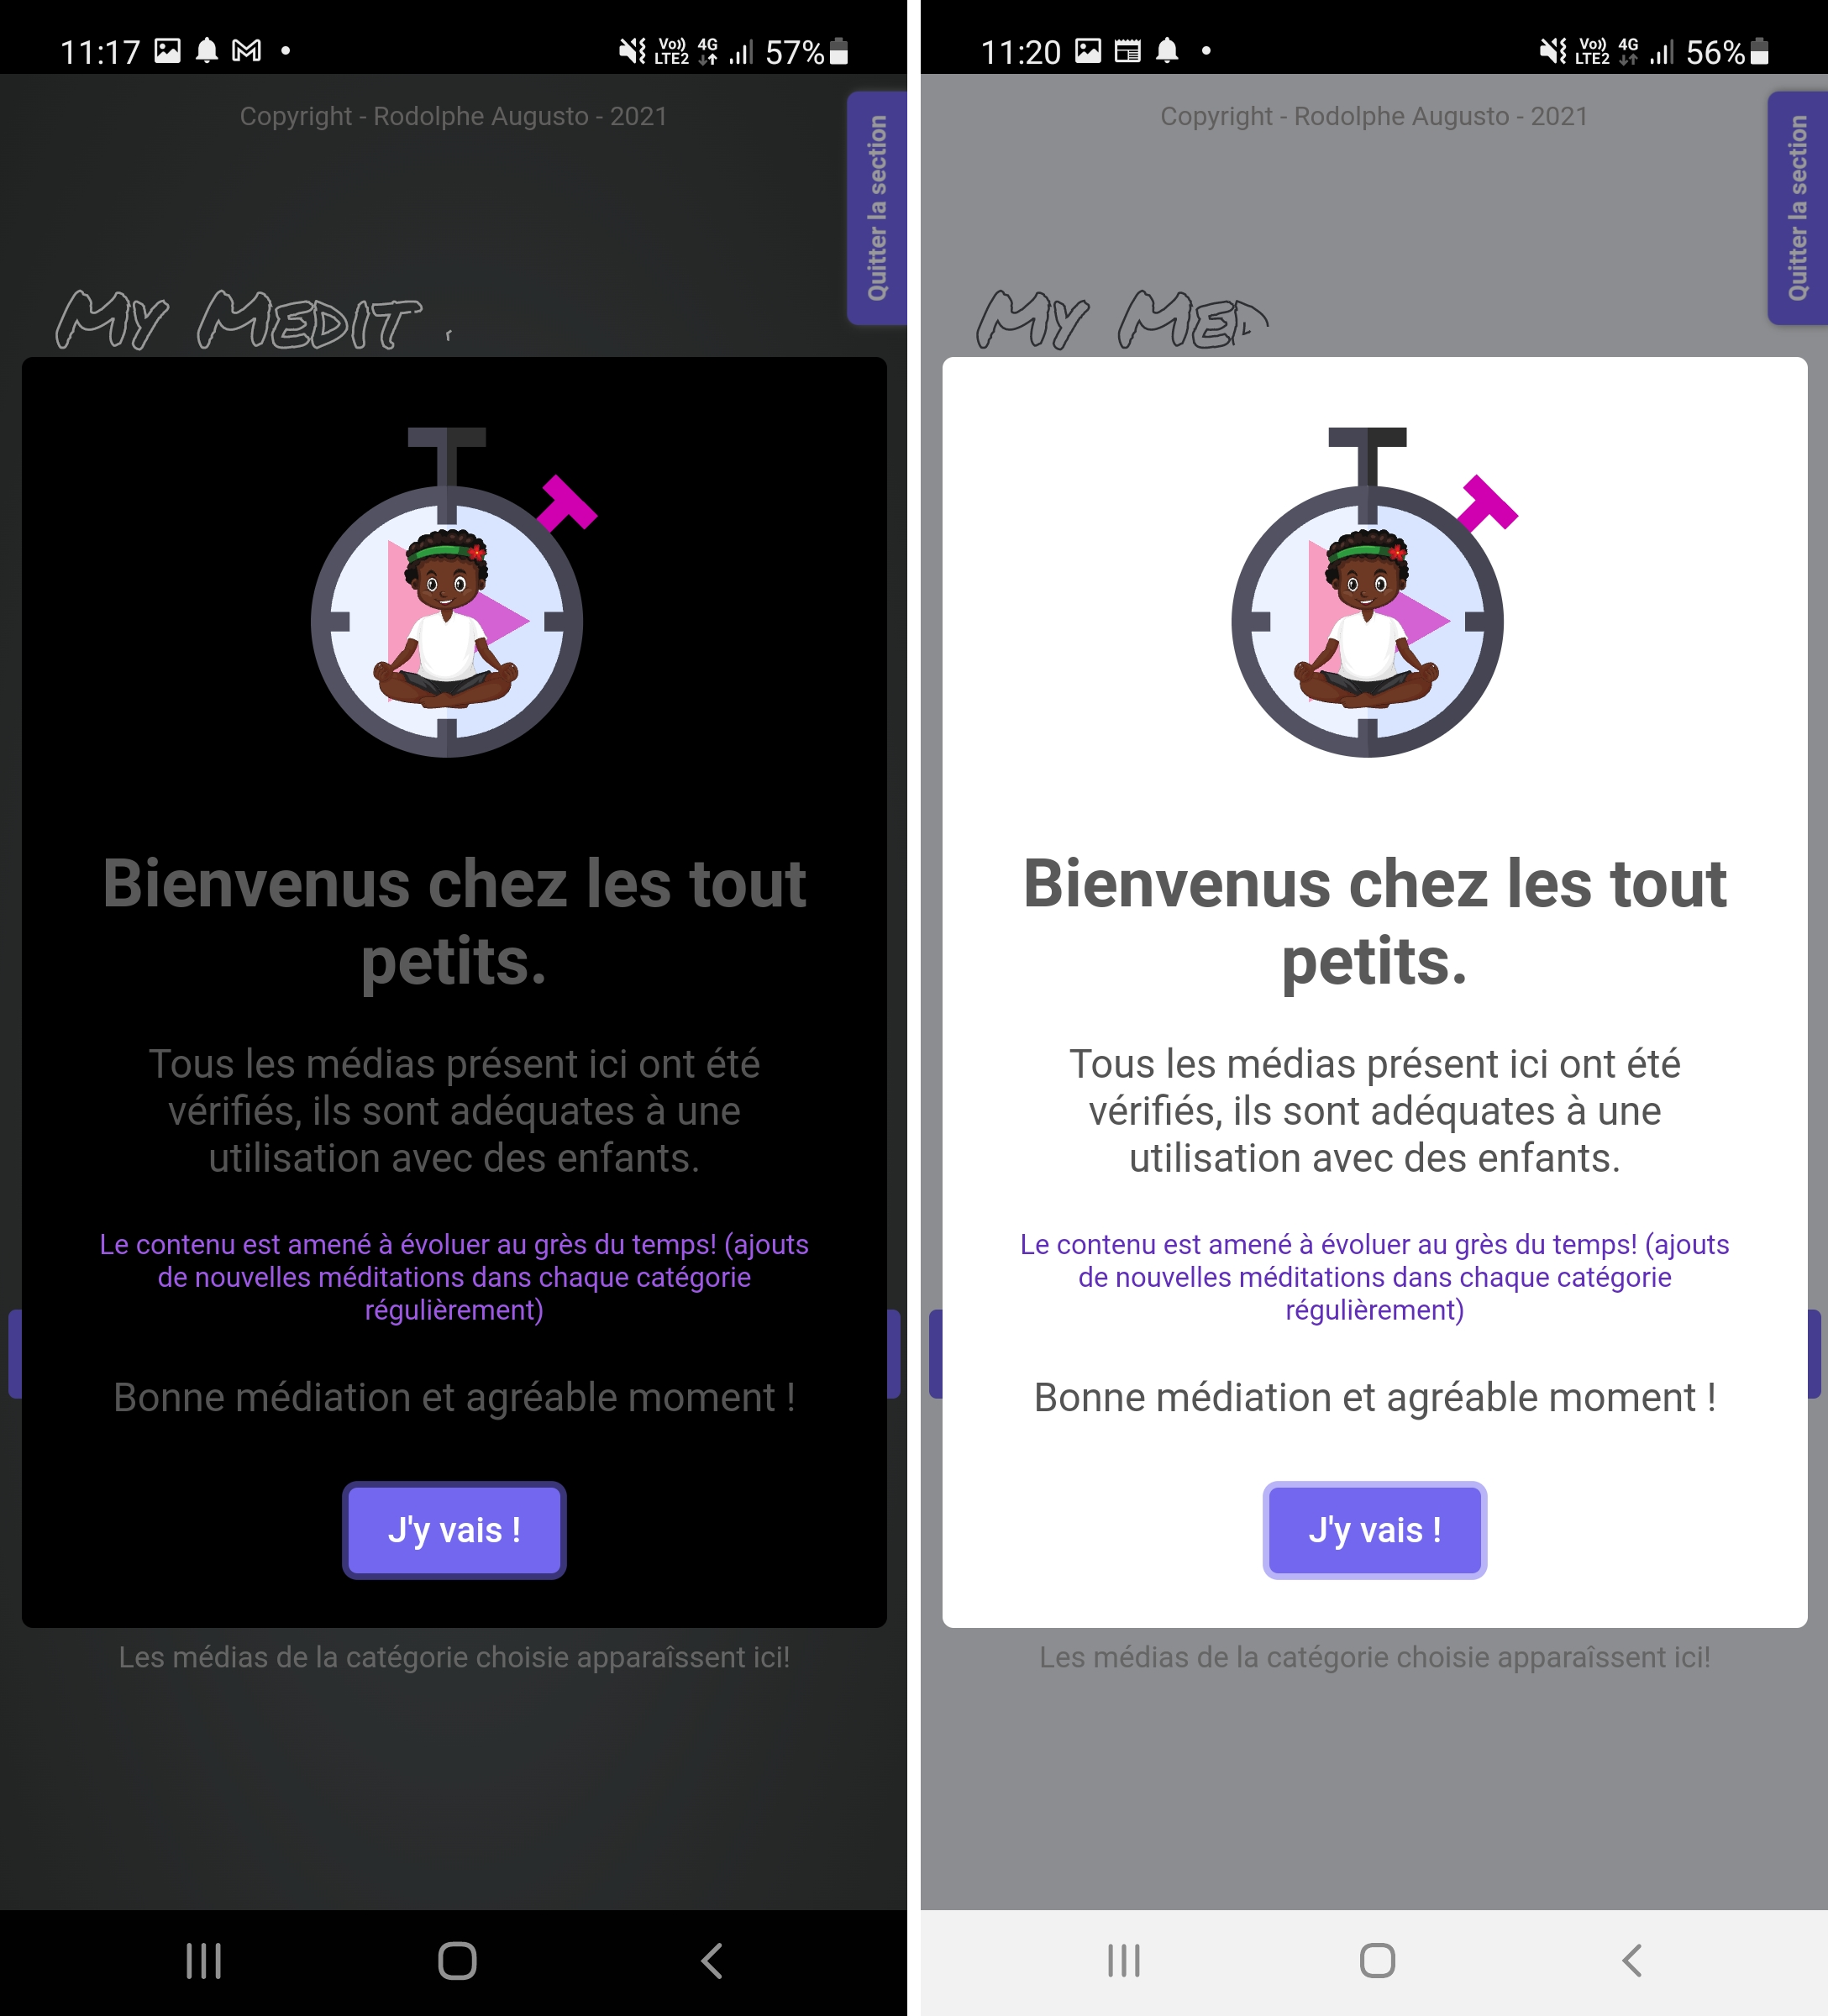 11:17
Vo)) LTE2 4G 57%
Copyright - Rodolphe Augusto - 2021
Quitter la section
My Medit
Bienvenus chez les tout
petits.
Tous les médias présent ici ont été
vérifiés, ils sont adéquates à une
utilisation avec des enfants.
Le contenu est amené à évoluer au grès du temps! (ajouts
de nouvelles méditations dans chaque catégorie
régulièrement)
Bonne médiation et agréable moment !
J'y vais !
Les médias de la catégorie choisie apparaîssent ici!
11:20
Vo)) LTE2 4G 56%
Copyright - Rodolphe Augusto - 2021
Quitter la section
My Med
Bienvenus chez les tout
petits.
Tous les médias présent ici ont été
vérifiés, ils sont adéquates à une
utilisation avec des enfants.
Le contenu est amené à évoluer au grès du temps! (ajouts
de nouvelles méditations dans chaque catégorie
régulièrement)
Bonne médiation et agréable moment !
J'y vais !
Les médias de la catégorie choisie apparaîssent ici!